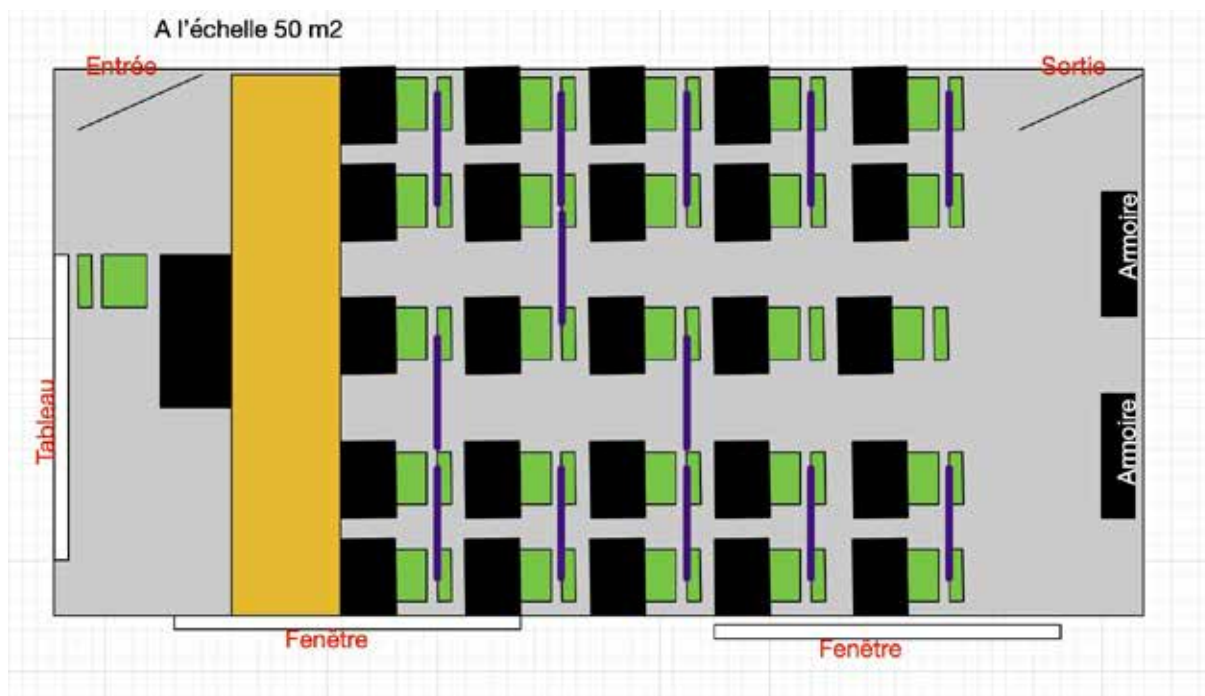 A l’échelle 50 m2
Entrée
Sortie
Armoire
Tableau
Armoire
Fenêtre
Fenêtre